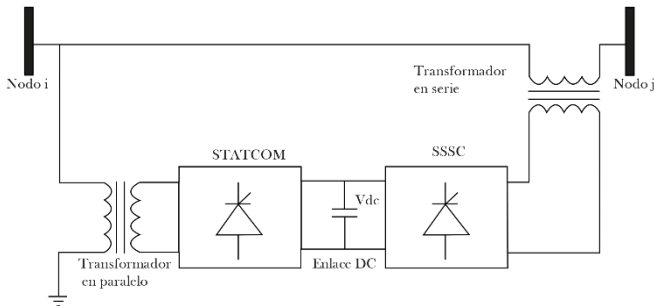 Nodo i
Transformador
en serie
Nodo j
STATCOM
SSSC
Vdc
Transformador
en paralelo
Enlace DC